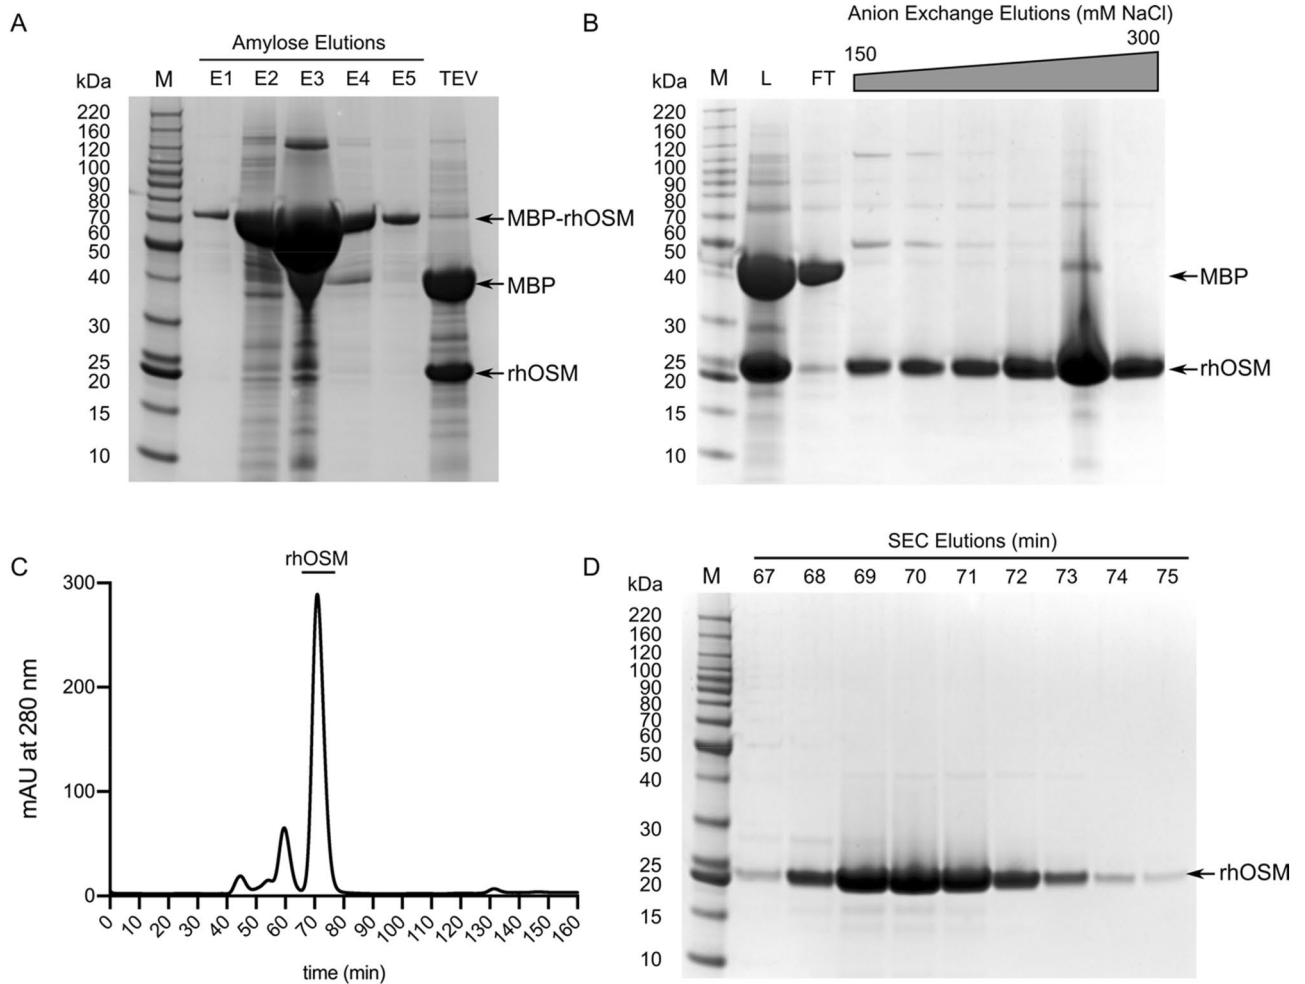 A
Amylose Elutions
kDa M E1 E2 E3 E4 E5 TEV
220
160
120
100
90
80
70
60
50
40
30
25
20
15
10
MBP-rhOSM
MBP
rhOSM
B
Anion Exchange Elutions (mM NaCl)
150 300
kDa M L FT
220
160
120
100
90
80
70
60
50
40
30
25
20
15
10
MBP
rhOSM
C
rhOSM
mAU at 280 nm
300
200
100
0
0 10 20 30 40 50 60 70 80 90 100 110 120 130 140 150 160
time (min)
D
SEC Elutions (min)
kDa M 67 68 69 70 71 72 73 74 75
220
160
120
100
90
80
70
60
50
40
30
25
20
15
10
rhOSM